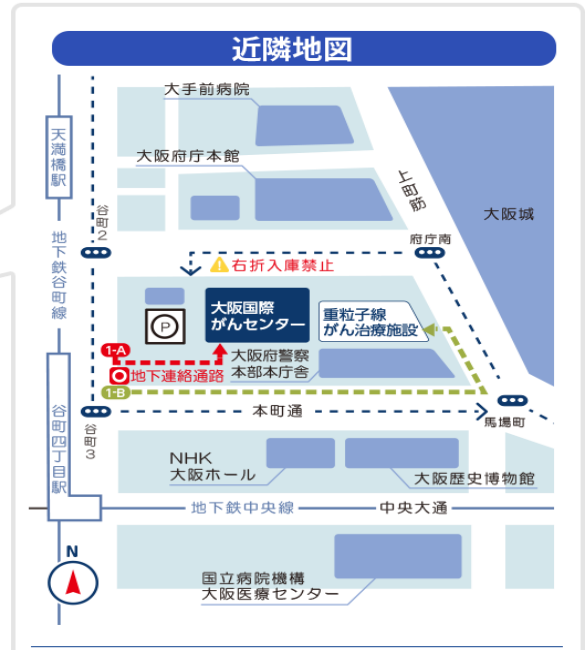 近隣地図
大手前病院
天満橋駅
大阪府庁本館
上町筋
大阪城
谷町2
府庁南
地下鉄谷町線
右折入庫禁止
大阪国際
がんセンター
重粒子線
がん治療施設
P
1-A
地下連絡通路
大阪府警察
本部本庁舎
1-B
本町通
馬場町
谷町3
谷町四丁目駅
NHK
大阪ホール
大阪歴史博物館
地下鉄中央線
中央大通
N
国立病院機構
大阪医療センター